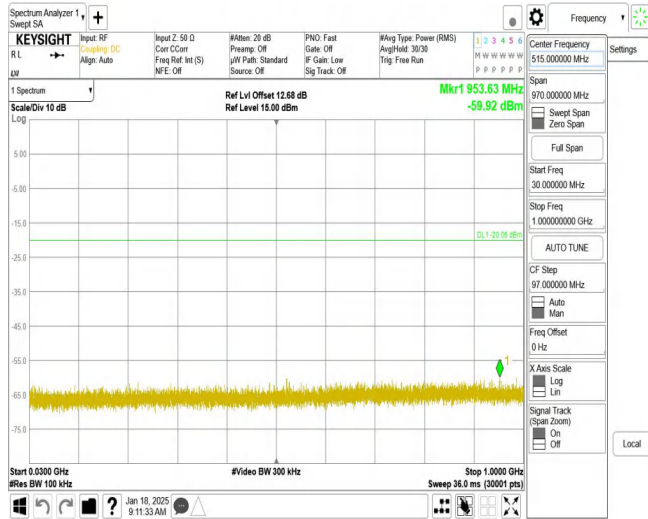 Spectrum Analyzer 1
Swept SA
+
Frequency
KEYSIGHT
RL
Input: RF
Coupling: DC
Align: Auto
Input Z: 50 Ω
Corr CCorr
Freq Ref: Int (S)
NFE: Off
#Atten: 20 dB
Preamp: Off
µW Path: Standard
Source: Off
PNO: Fast
Gate: Off
IF Gain: Low
Sig Track: Off
#Avg Type: Power (RMS)
Avg|Hold: 30/30
Trig: Free Run
1 2 3 4 5 6
M W W W W W
P P P P P P
1 Spectrum
Scale/Div 10 dB
Log
Ref Lvl Offset 12.68 dB
Ref Level 15.00 dBm
Mkr1 953.63 MHz
-59.92 dBm
5.00
-5.00
-15.0
-25.0
-35.0
-45.0
-55.0
-65.0
-75.0
DL1 -20.06 dBm
1
Start 0.0300 GHz
#Res BW 100 kHz
#Video BW 300 kHz
Stop 1.0000 GHz
Sweep 36.0 ms (30001 pts)
Center Frequency
515.000000 MHz
Span
970.000000 MHz
Swept Span
Zero Span
Full Span
Start Freq
30.000000 MHz
Stop Freq
1.000000000 GHz
AUTO TUNE
CF Step
97.000000 MHz
Auto
Man
Freq Offset
0 Hz
X Axis Scale
Log
Lin
Signal Track
(Span Zoom)
On
Off
Settings
Local
?
Jan 18, 2025
9:11:33 AM